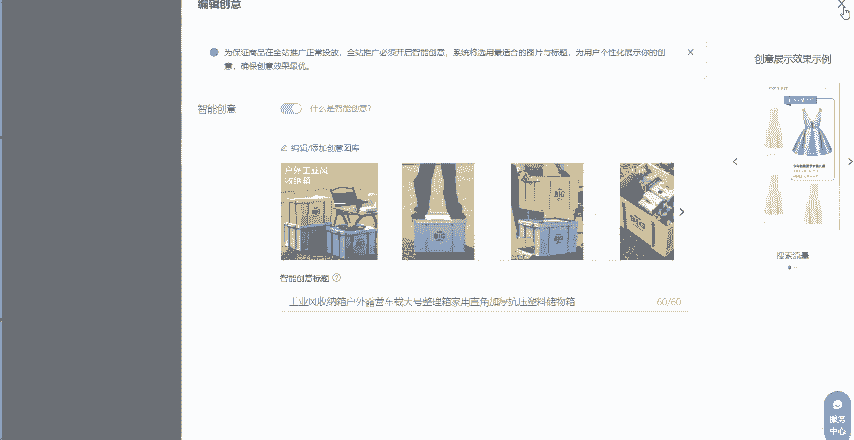 编辑创意
为保证商品在全站推广正常投放，全站推广必须开启智能创意，系统将选用最适合的图片与标题，为用户个性化展示你的创
意，确保创意效果最优。
创意展示效果示例
智能创意
什么是智能创意?
编辑/添加创意图库
户外工业风
收纳箱
搜索流量
智能创意标题
工业风收纳箱户外露营车载大号整理箱家用直角加厚抗压塑料储物箱
60/60
服务
中心